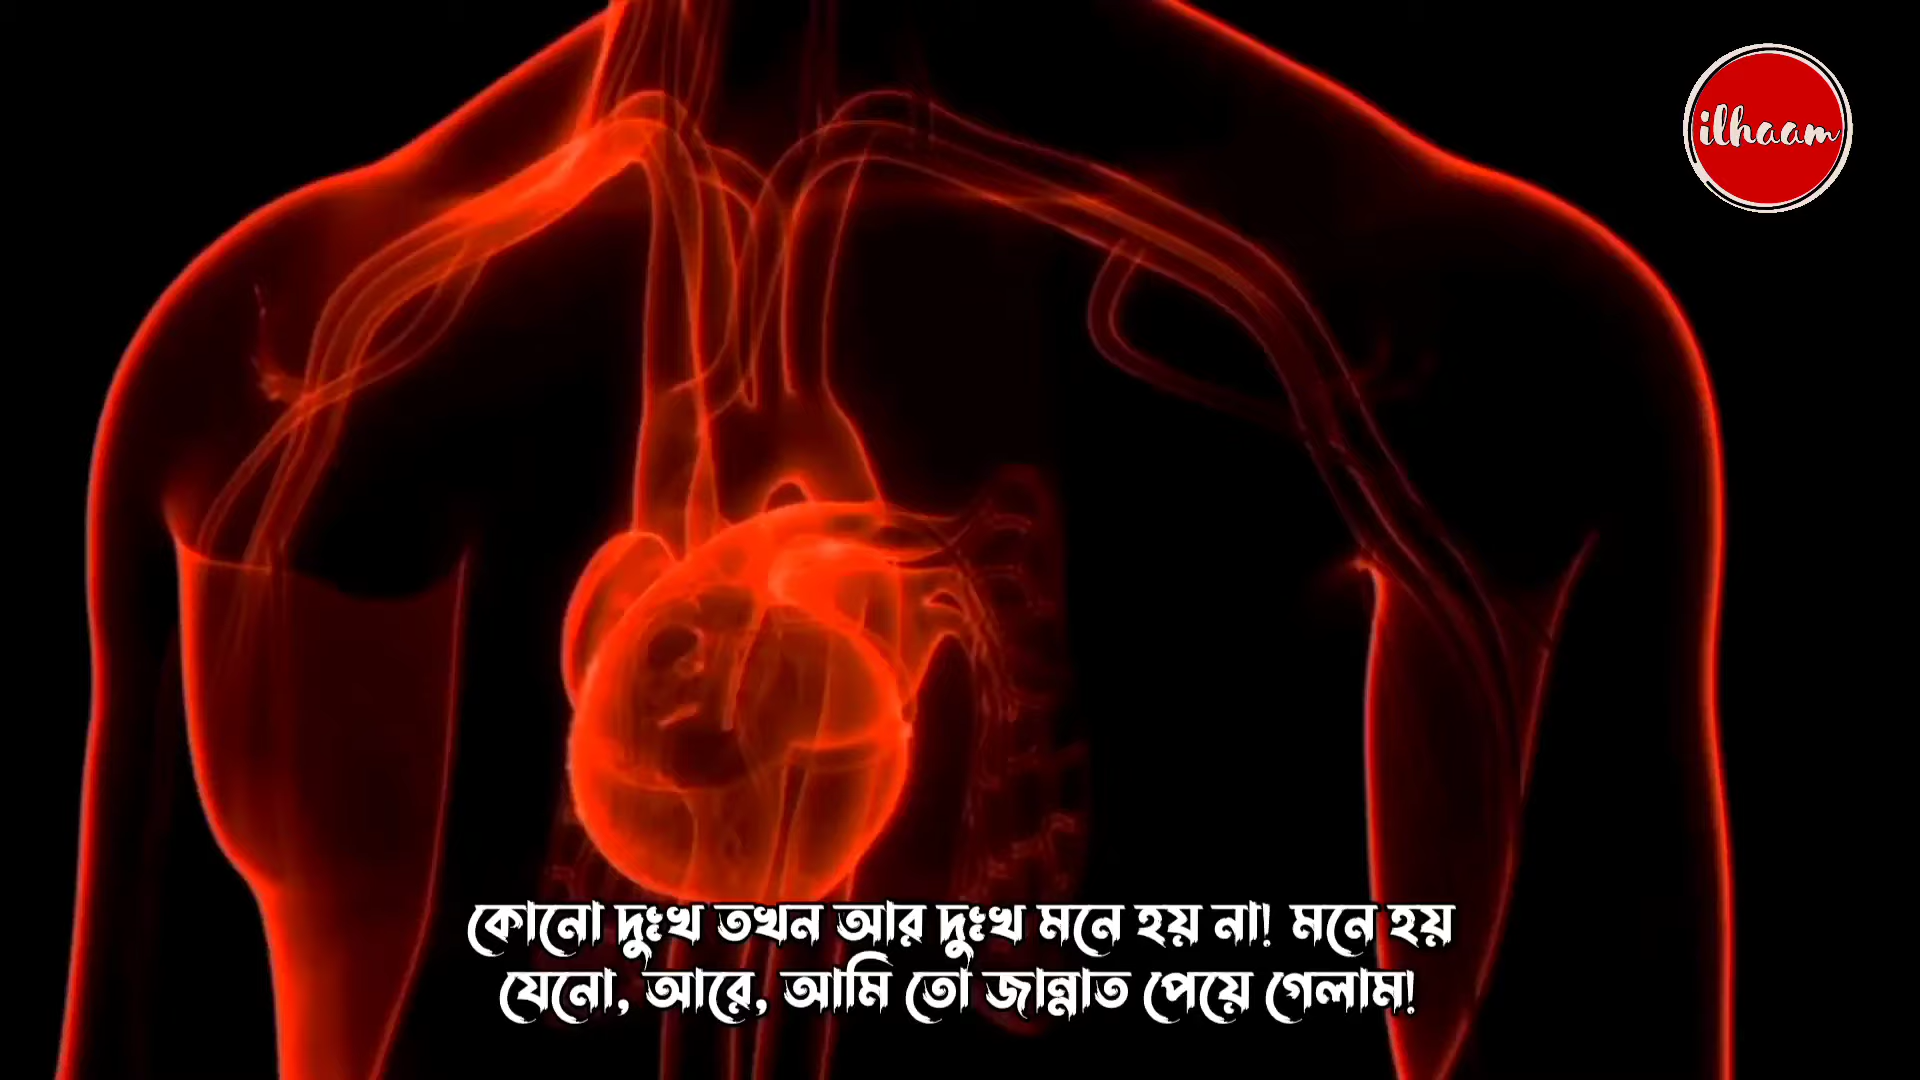 ilhaam
কোনো দুঃখ তখন আর দুঃখ মনে হয় না! মনে হয়
যেনো, আরে, আমি তো জান্নাত পেয়ে গেলাম!